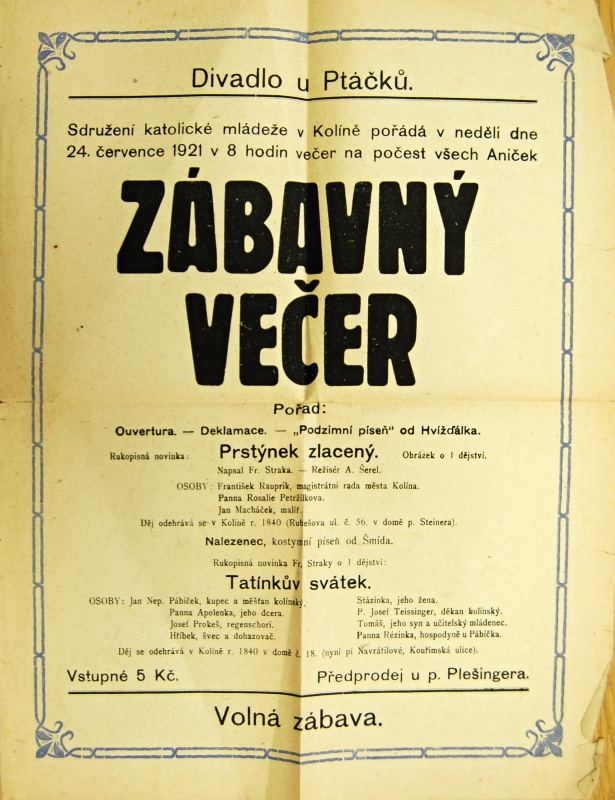 Divadlo u Ptáčků.
Sdružení katolické mládeže v Kolíně pořádá v neděli dne
24. července 1921 v 8 hodin večer na počest všech Aniček
ZÁBAVNÝ
VEČER
Pořad:
Ouvertura. — Deklamace. — „Podzimní píseň" od Hvížďálka.
Rukopisná novinka: Prstýnek zlacený. Obrázek o 1 dějství.
Napsal Fr. Straka. — Režisér A. Šerel.
OSOBY: František Rauprik, magistrátní rada města Kolína.
Panna Rosalie Petržilkova.
Jan Macháček, malíř.
Děj odehrává se v Kolíně r. 1840 (Rubešova ul. č. 56. v domě p. Steinera).
Nalezenec, kostymní píseň od Šmída.
Rukopisná novinka Fr. Straky o 1 dějství:
Tatínkův svátek.
OSOBY: Jan Nep. Pábíček, kupec a měšťan kolínský.
Panna Apolenka, jeho dcera.
Josef Prokeš, regenschori.
Hříbek, švec a dohazovač.
Stázinka, jeho žena.
P. Josef Teissinger, děkan kolínský.
Tomáš, jeho syn a učitelský mládenec.
Panna Rézinka, hospodyně u Pábíčka.
Děj se odehrává v Kolíně r. 1840 v domě č. 18. (nyní pí Navrátilové, Kouřimská ulice).
Vstupné 5 Kč. Předprodej u p. Plešingera.
Volná zábava.